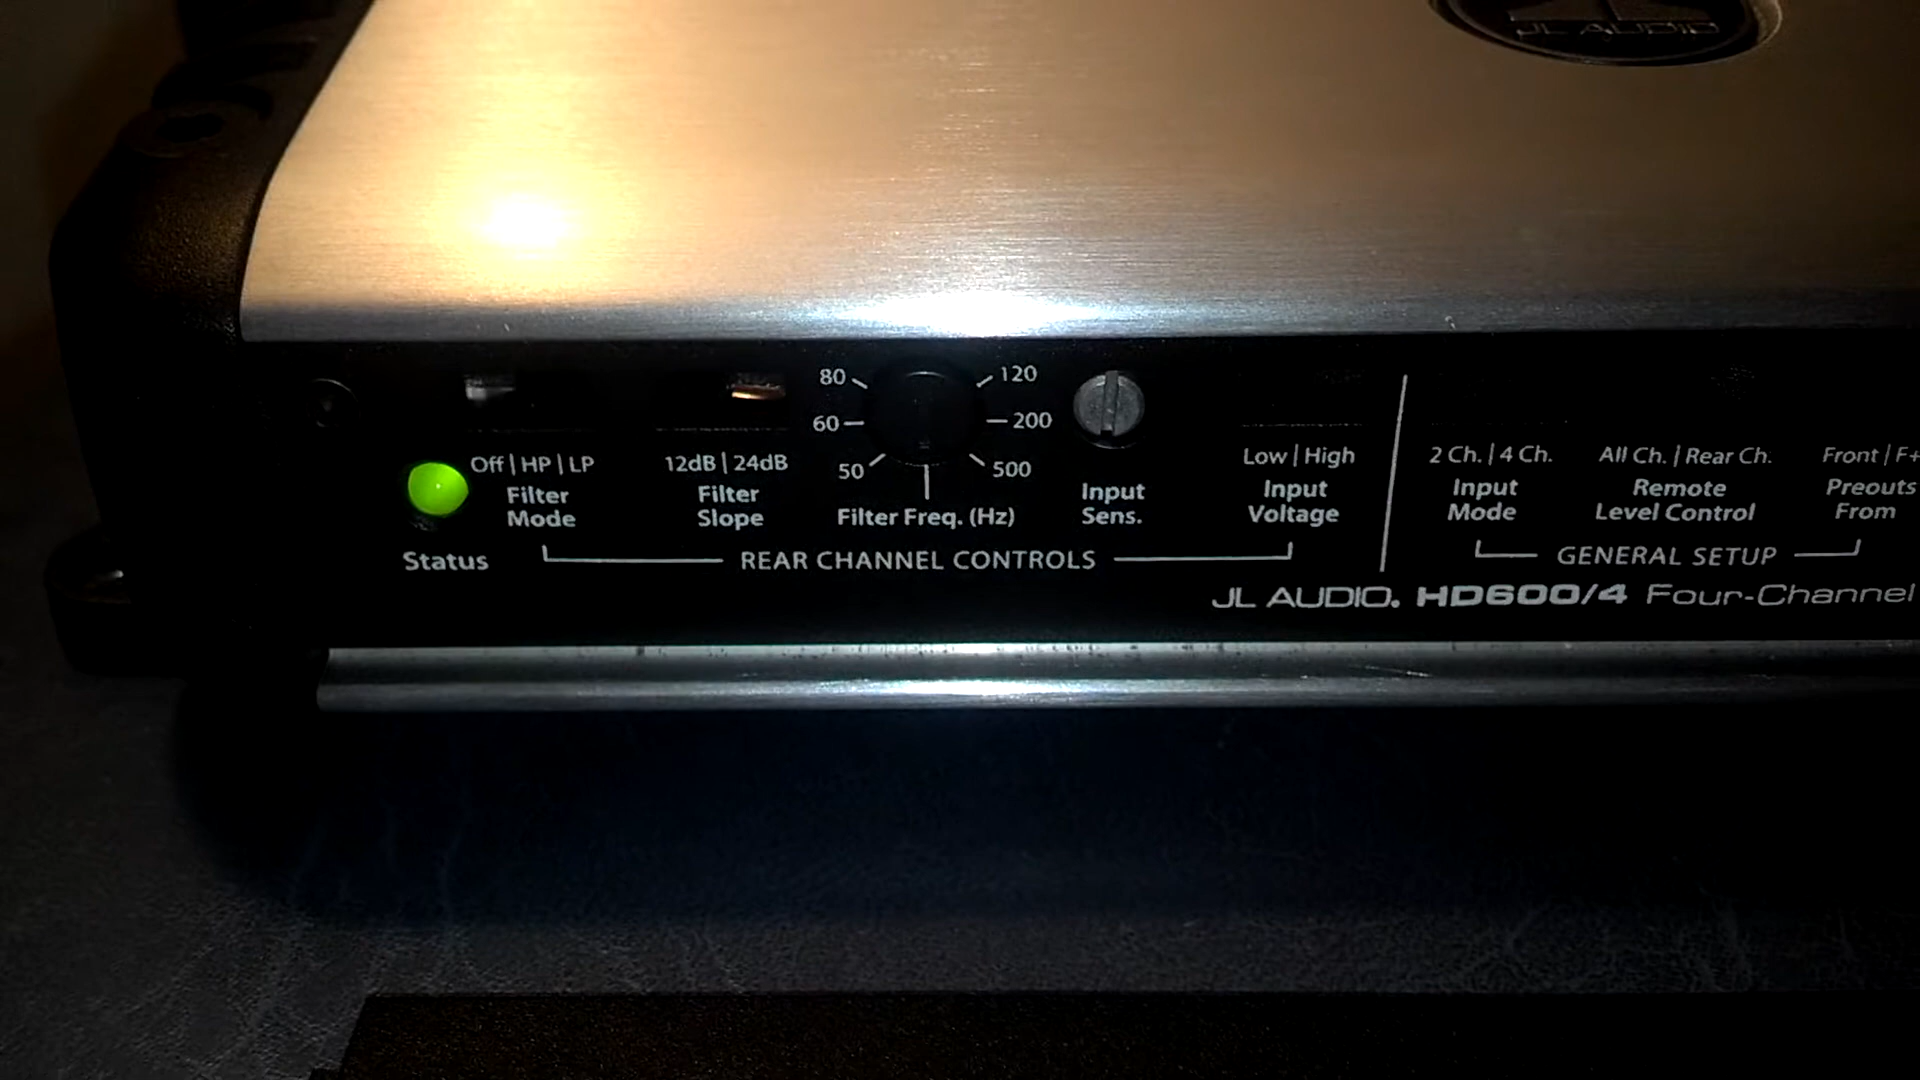 JL AUDIO
80
120
60
200
50
500
Off | HP | LP
12dB | 24dB
Low | High
2 Ch. | 4 Ch.
All Ch. | Rear Ch.
Front | F+
Filter
Mode
Filter
Slope
Filter Freq. (Hz)
Input
Sens.
Input
Voltage
Input
Mode
Remote
Level Control
Preouts
From
Status
REAR CHANNEL CONTROLS
GENERAL SETUP
JL AUDIO. HD600/4 Four-Channel